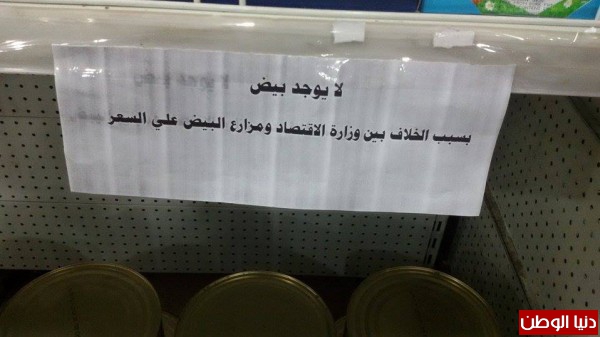 لا يوجد بيض
بسبب الخلاف بين وزارة الاقتصاد ومزارع البيض علي السعر
دنيا الوطن